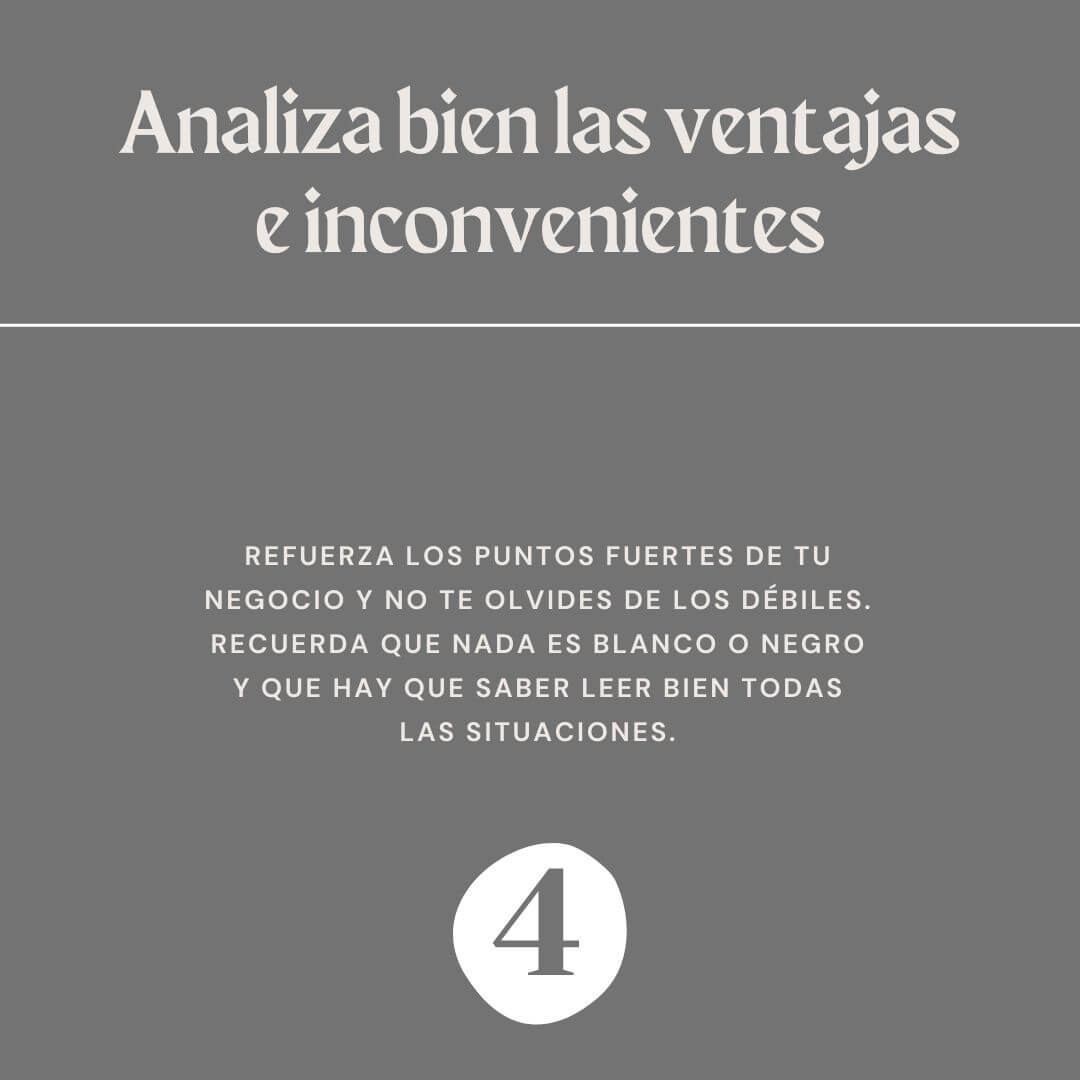 Analiza bien las ventajas
e inconvenientes
REFUERZA LOS PUNTOS FUERTES DE TU
NEGOCIO Y NO TE OLVIDES DE LOS DÉBILES.
RECUERDA QUE NADA ES BLANCO O NEGRO
Y QUE HAY QUE SABER LEER BIEN TODAS
LAS SITUACIONES.
4